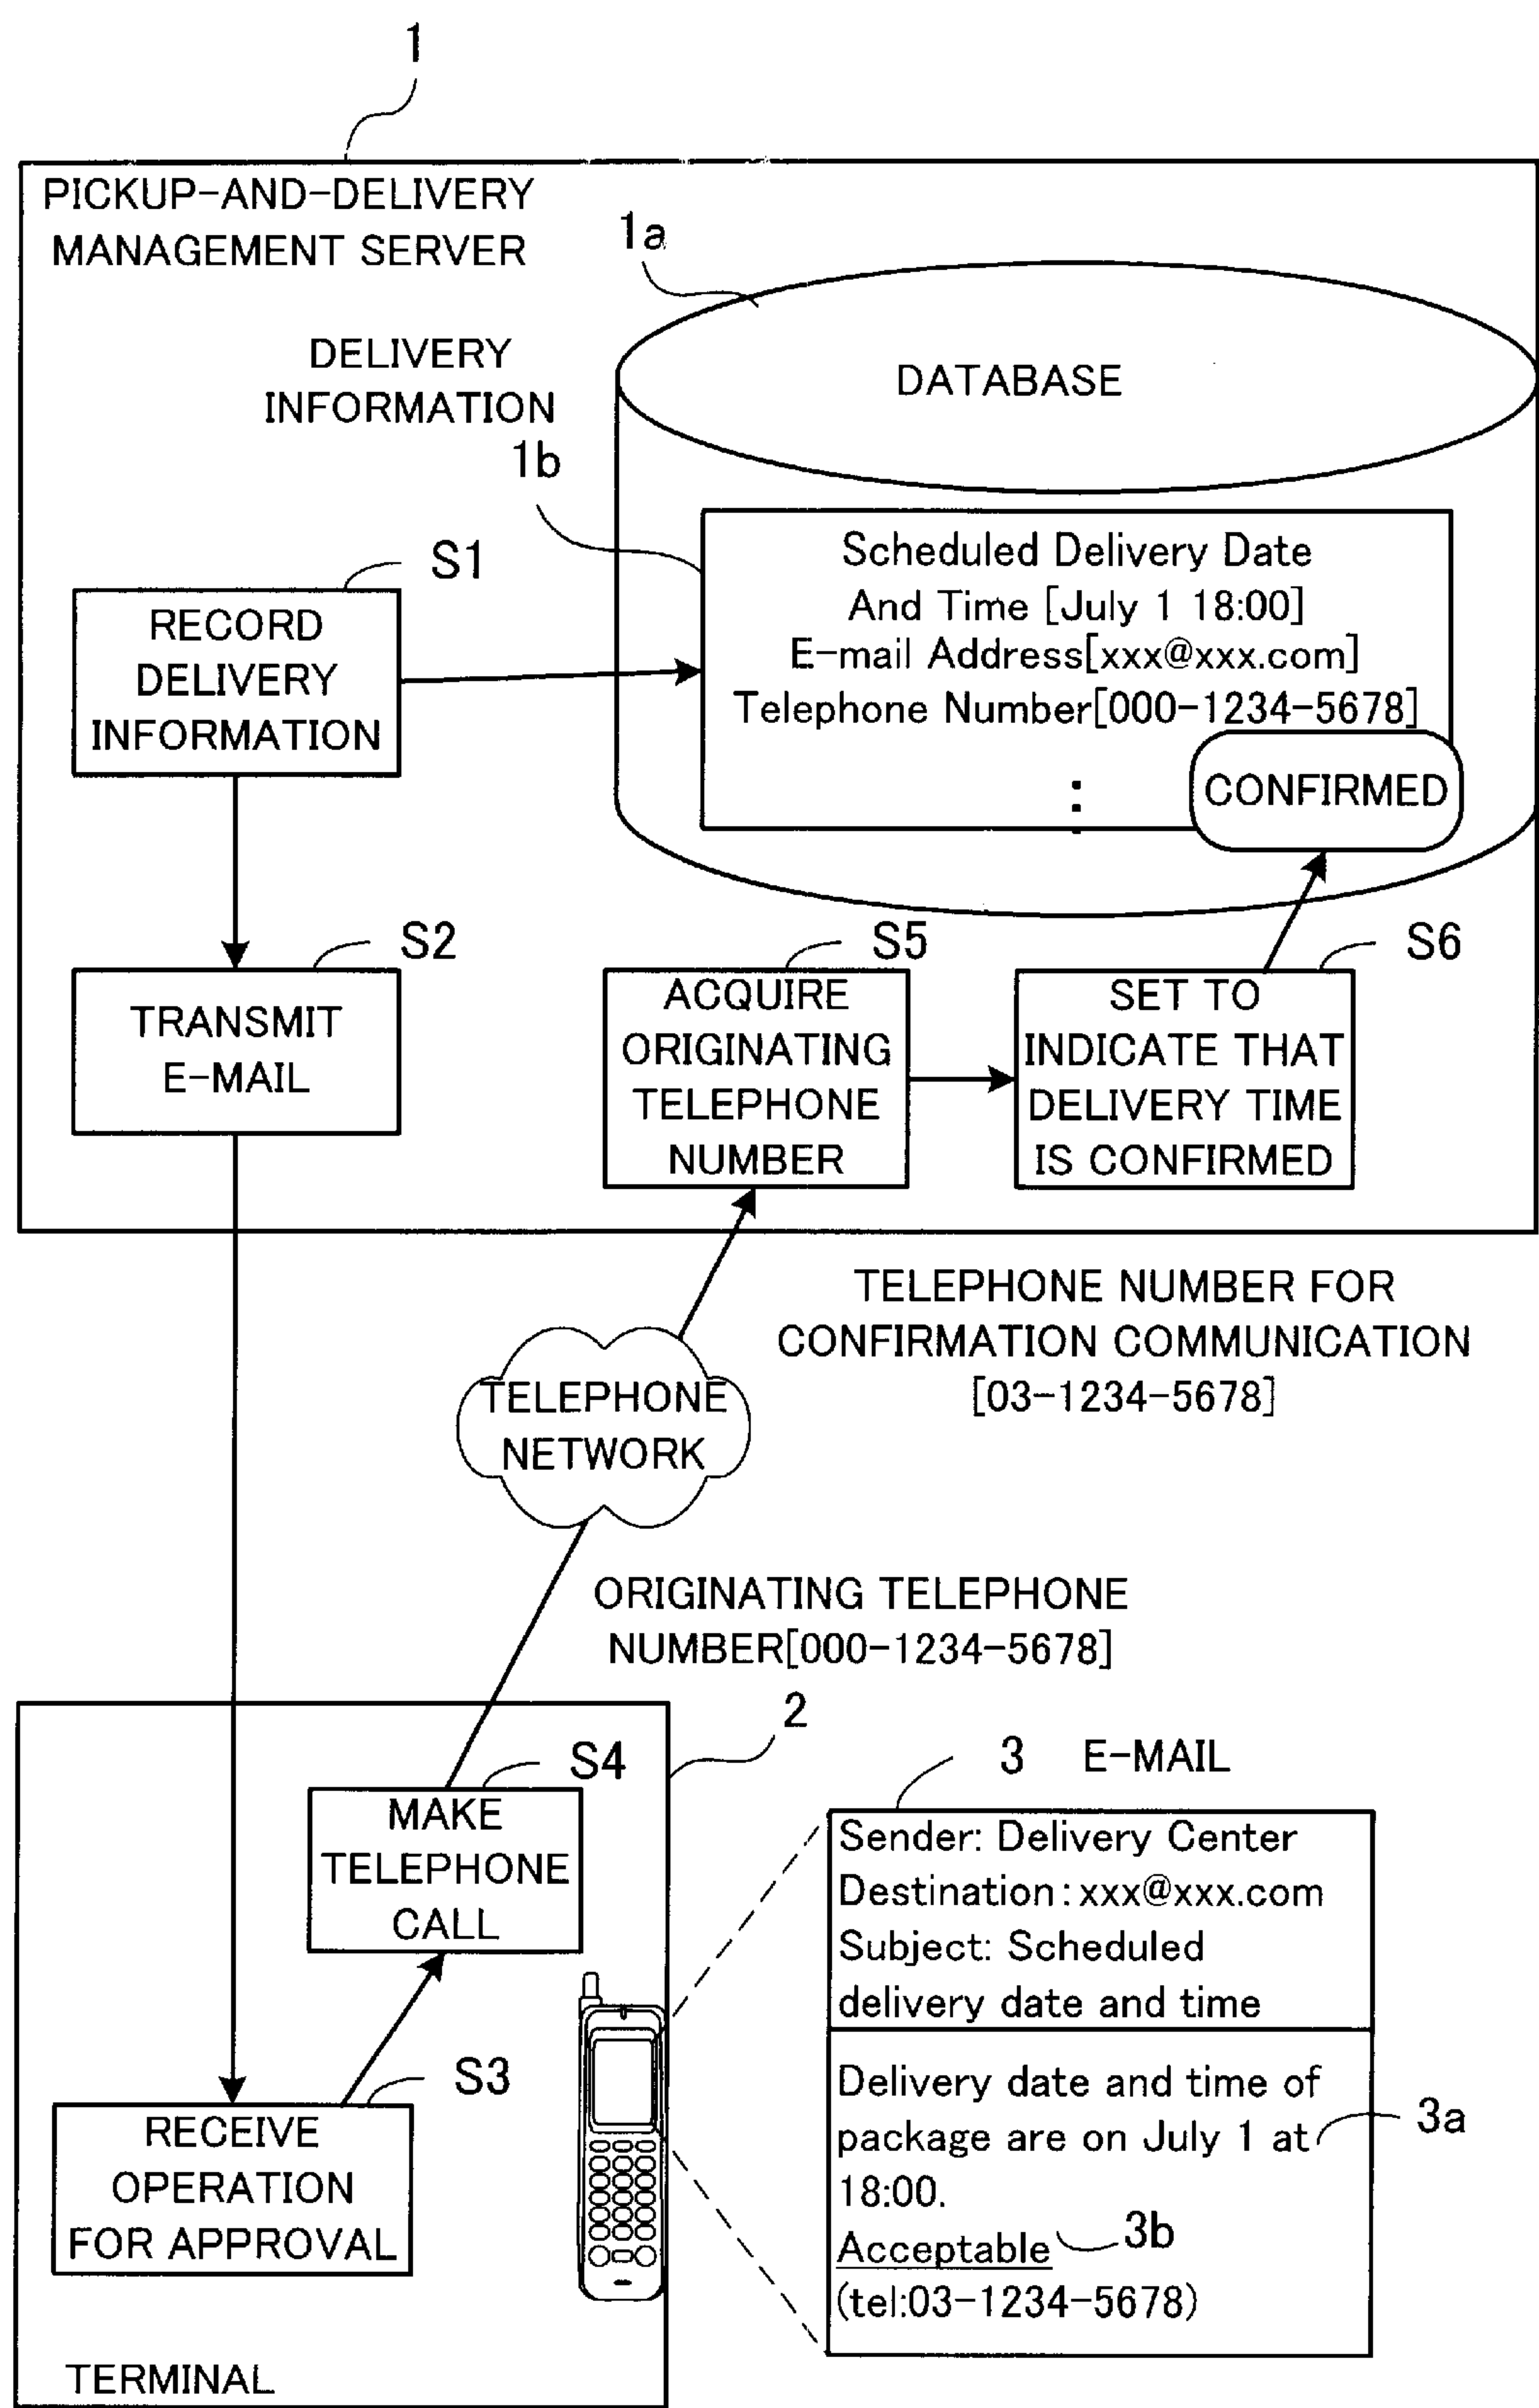 1
PICKUP-AND-DELIVERY
MANAGEMENT SERVER
1a
DATABASE
DELIVERY
INFORMATION
1b
Scheduled Delivery Date
And Time [July 1 18:00]
E-mail Address[xxx@xxx.com]
Telephone Number[000-1234-5678]
:
CONFIRMED
S1
RECORD
DELIVERY
INFORMATION
S2
TRANSMIT
E-MAIL
S5
ACQUIRE
ORIGINATING
TELEPHONE
NUMBER
S6
SET TO
INDICATE THAT
DELIVERY TIME
IS CONFIRMED
TELEPHONE NUMBER FOR
CONFIRMATION COMMUNICATION
[03-1234-5678]
TELEPHONE
NETWORK
ORIGINATING TELEPHONE
NUMBER[000-1234-5678]
2
S4
MAKE
TELEPHONE
CALL
S3
RECEIVE
OPERATION
FOR APPROVAL
TERMINAL
3 E-MAIL
Sender: Delivery Center
Destination:xxx@xxx.com
Subject: Scheduled
delivery date and time
Delivery date and time of
package are on July 1 at
18:00.
3a
Acceptable
3b
(tel:03-1234-5678)